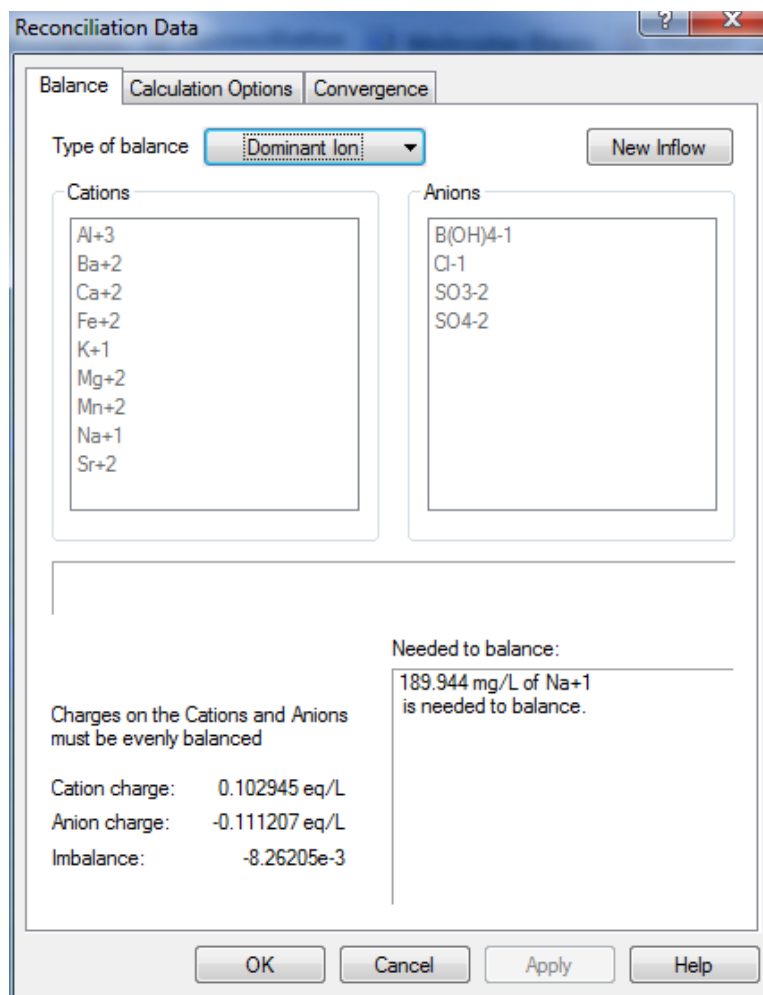 Reconciliation Data
?
X
Balance
Calculation Options
Convergence
Type of balance
Dominant Ion
New Inflow
Cations
Al+3
Ba+2
Ca+2
Fe+2
K+1
Mg+2
Mn+2
Na+1
Sr+2
Anions
B(OH)4-1
Cl-1
SO3-2
SO4-2
Needed to balance:
189.944 mg/L of Na+1
is needed to balance.
Charges on the Cations and Anions
must be evenly balanced
Cation charge: 0.102945 eq/L
Anion charge: -0.111207 eq/L
Imbalance: -8.26205e-3
OK
Cancel
Apply
Help